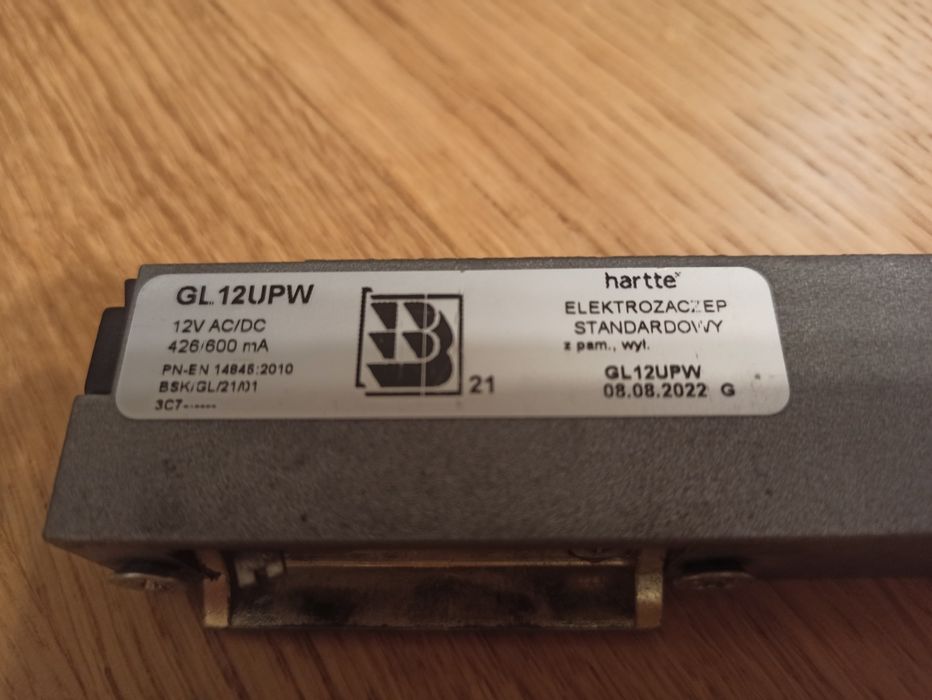 GL12UPW
12V AC/DC
426/600 mA
PN-EN 14846:2010
BSK/GL/21/01
3C7------
B
21
hartte
ELEKTROZACZEP
STANDARDOWY
z pam., wył.
GL12UPW
08.08.2022 G